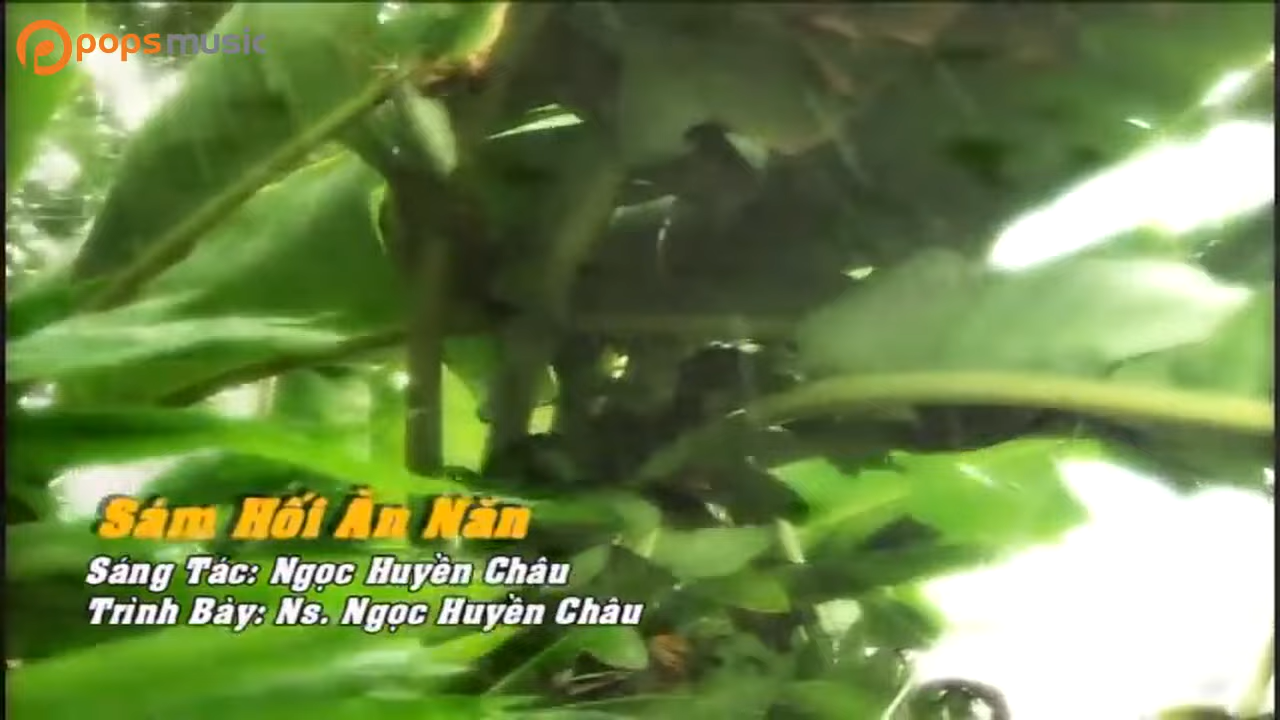 popsmusic
Sám Hối Ăn Năn
Sáng Tác: Ngọc Huyền Châu
Trình Bày: Ns. Ngọc Huyền Châu